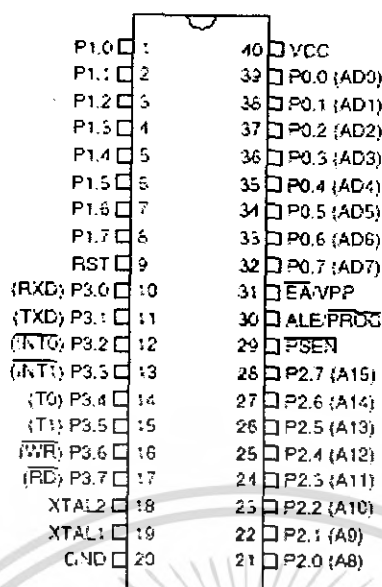 P1.0 1 40 VCC
P1.1 2 39 P0.0 (AD0)
P1.2 3 38 P0.1 (AD1)
P1.3 4 37 P0.2 (AD2)
P1.4 5 36 P0.3 (AD3)
P1.5 6 35 P0.4 (AD4)
P1.6 7 34 P0.5 (AD5)
P1.7 8 33 P0.6 (AD6)
RST 9 32 P0.7 (AD7)
(RXD) P3.0 10 31 EA/VPP
(TXD) P3.1 11 30 ALE/PROG
(INT0) P3.2 12 29 PSEN
(INT1) P3.3 13 28 P2.7 (A15)
(T0) P3.4 14 27 P2.6 (A14)
(T1) P3.5 15 26 P2.5 (A13)
(WR) P3.6 16 25 P2.4 (A12)
(RD) P3.7 17 24 P2.3 (A11)
XTAL2 18 23 P2.2 (A10)
XTAL1 19 22 P2.1 (A9)
GND 20 21 P2.0 (A8)